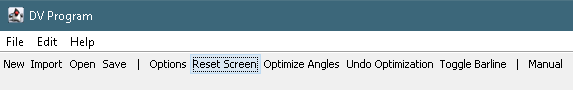 DV Program
File Edit Help
New Import Open Save | Options Reset Screen Optimize Angles Undo Optimization Toggle Barline | Manual